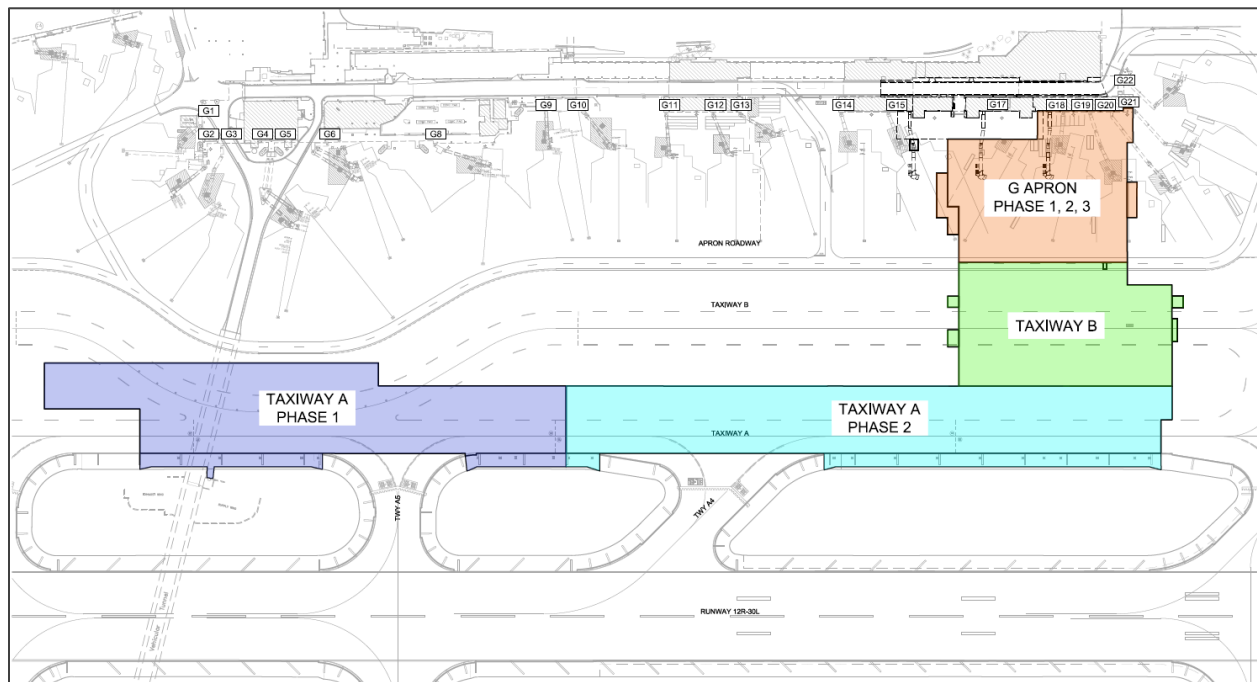 G22
G1
G9
G10
G11
G12
G13
G14
G15
G17
G18
G19
G20
G21
G2
G3
G4
G5
G6
G8
G APRON
PHASE 1, 2, 3
APRON ROADWAY
TAXIWAY B
TAXIWAY B
TAXIWAY A
PHASE 1
TAXIWAY A
PHASE 2
TAXIWAY A
TWY A5
TWY A4
RUNWAY 12R-30L
Vehicular Tunnel